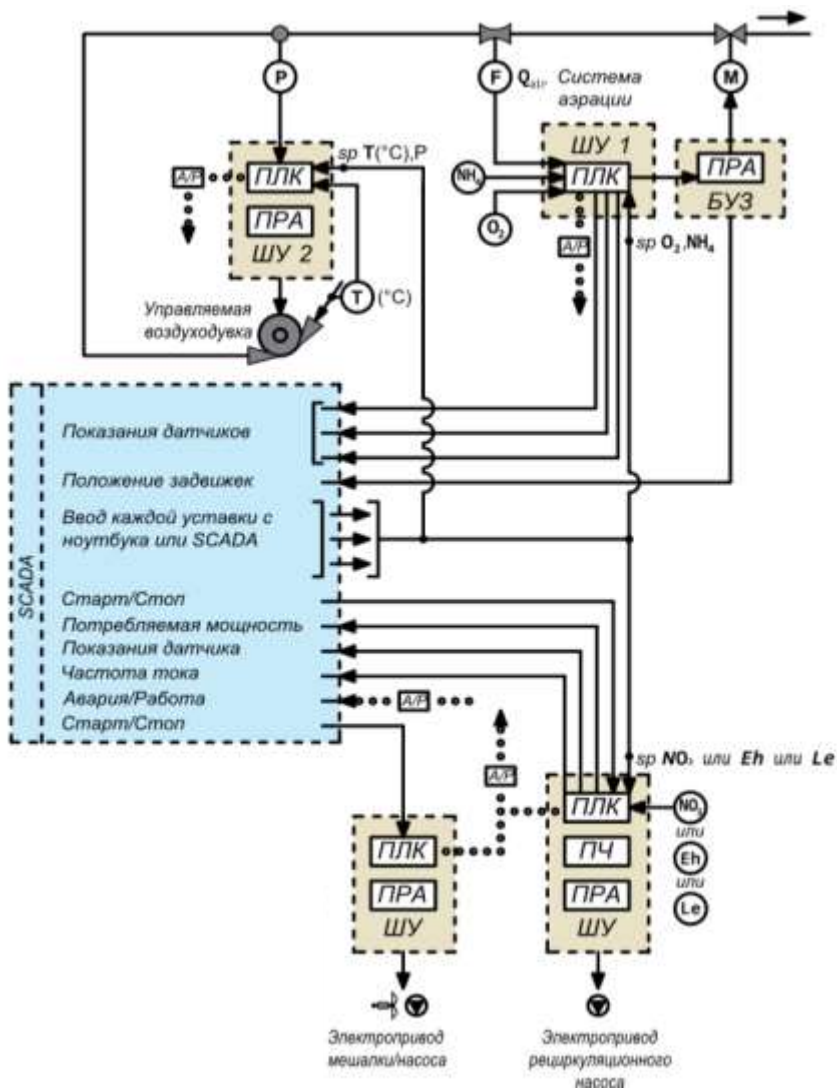 P
F
Q air
Система
аэрации
M
sp T(°C),P
ШУ 1
A/P
ПЛК
NH₄
ПЛК
ПРА
БУЗ
ПРА
O₂
A/P
sp O₂,NH₄
ШУ 2
Управляемая
воздуходувка
T
(°C)
SCADA
Показания датчиков
Положение задвижек
Ввод каждой уставки с
ноутбука или SCADA
Старт/Стоп
Потребляемая мощность
Показания датчика
Частота тока
Авария/Работа
A/P
Старт/Стоп
sp NO₃ или Eh или Le
A/P
ПЛК
NO₃
или
ПЛК
ПЧ
Eh
или
ПРА
ПРА
Le
ШУ
ШУ
Электропривод
мешалки/насоса
Электропривод
рециркуляционного
насоса